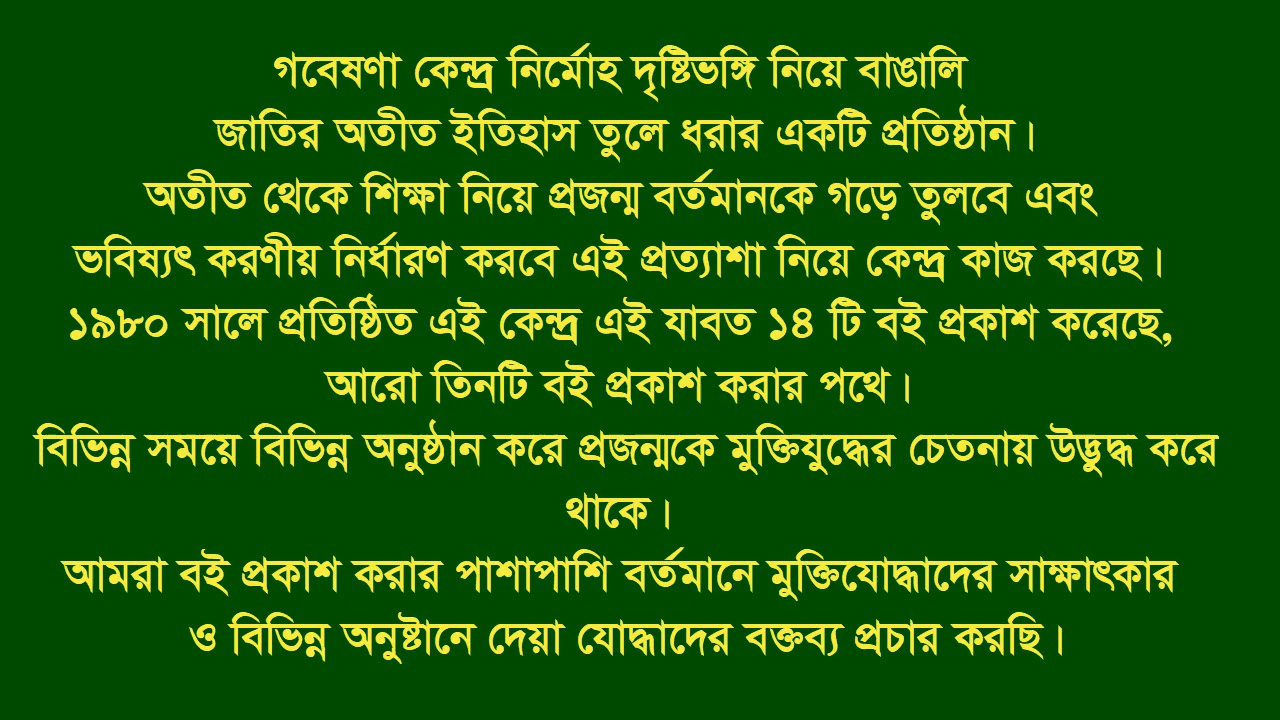 গবেষণা কেন্দ্র নির্মোহ দৃষ্টিভঙ্গি নিয়ে বাঙালি
জাতির অতীত ইতিহাস তুলে ধরার একটি প্রতিষ্ঠান।
অতীত থেকে শিক্ষা নিয়ে প্রজন্ম বর্তমানকে গড়ে তুলবে এবং
ভবিষ্যৎ করণীয় নির্ধারণ করবে এই প্রত্যাশা নিয়ে কেন্দ্র কাজ করছে।
১৯৮০ সালে প্রতিষ্ঠিত এই কেন্দ্র এই যাবত ১৪ টি বই প্রকাশ করেছে,
আরো তিনটি বই প্রকাশ করার পথে।
বিভিন্ন সময়ে বিভিন্ন অনুষ্ঠান করে প্রজন্মকে মুক্তিযুদ্ধের চেতনায় উদ্ভুদ্ধ করে
থাকে।
আমরা বই প্রকাশ করার পাশাপাশি বর্তমানে মুক্তিযোদ্ধাদের সাক্ষাৎকার
ও বিভিন্ন অনুষ্টানে দেয়া যোদ্ধাদের বক্তব্য প্রচার করছি।